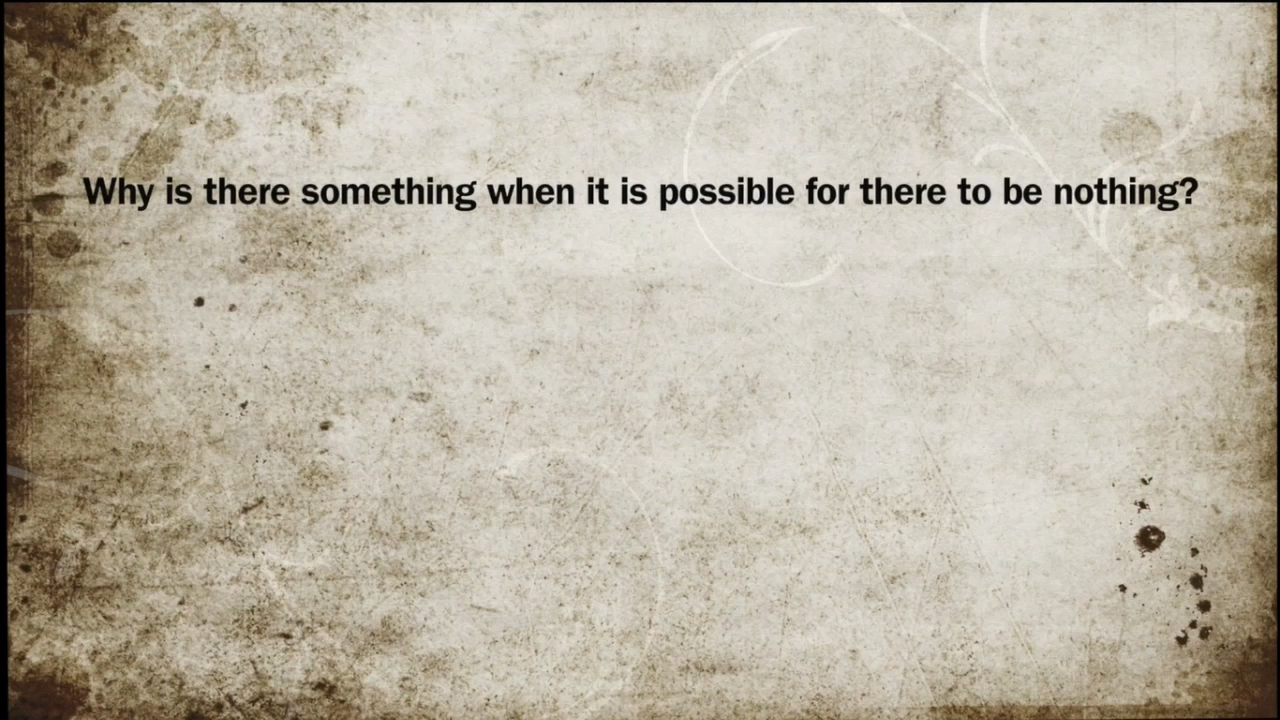 Why is there something when it is possible for there to be nothing?